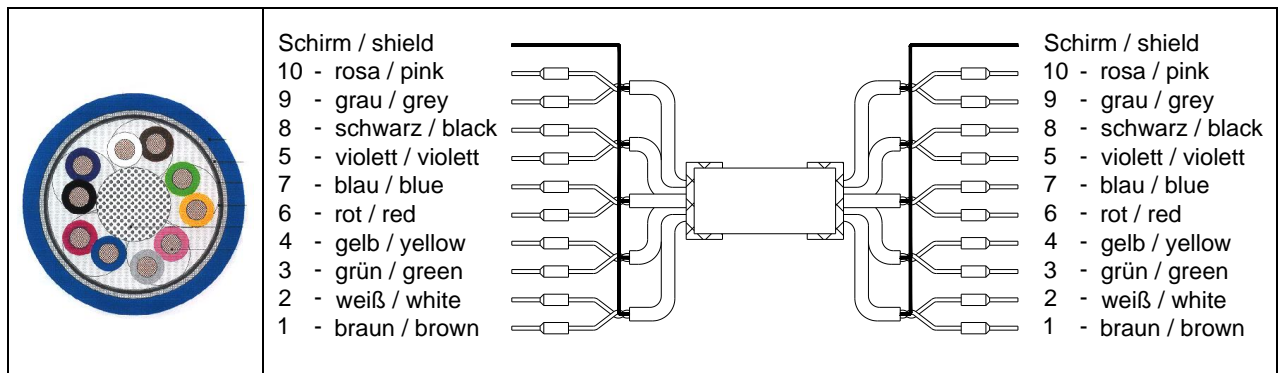 Schirm / shield
10 - rosa / pink
9 - grau / grey
8 - schwarz / black
5 - violett / violett
7 - blau / blue
6 - rot / red
4 - gelb / yellow
3 - grün / green
2 - weiß / white
1 - braun / brown
Schirm / shield
10 - rosa / pink
9 - grau / grey
8 - schwarz / black
5 - violett / violett
7 - blau / blue
6 - rot / red
4 - gelb / yellow
3 - grün / green
2 - weiß / white
1 - braun / brown